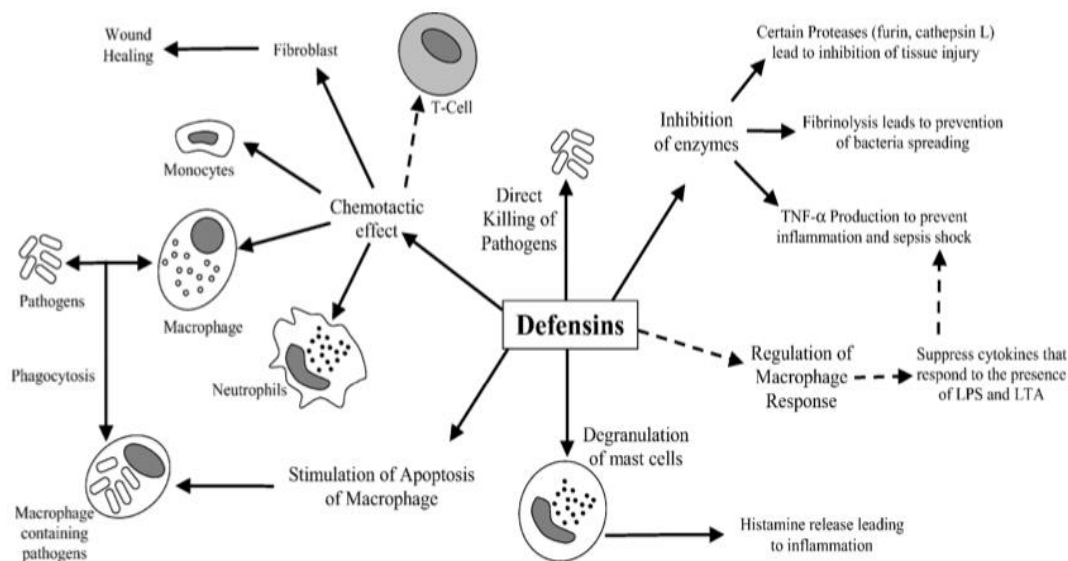 Wound
Healing
Fibroblast
T-Cell
Monocytes
Chemotactic
effect
Pathogens
Macrophage
Neutrophils
Phagocytosis
Macrophage
containing
pathogens
Stimulation of Apoptosis
of Macrophage
Direct
Killing of
Pathogens
Defensins
Degranulation
of mast cells
Histamine release leading
to inflammation
Inhibition
of enzymes
Certain Proteases (furin, cathepsin L)
lead to inhibition of tissue injury
Fibrinolysis leads to prevention
of bacteria spreading
TNF-α Production to prevent
inflammation and sepsis shock
Regulation of
Macrophage
Response
Suppress cytokines that
respond to the presence
of LPS and LTA